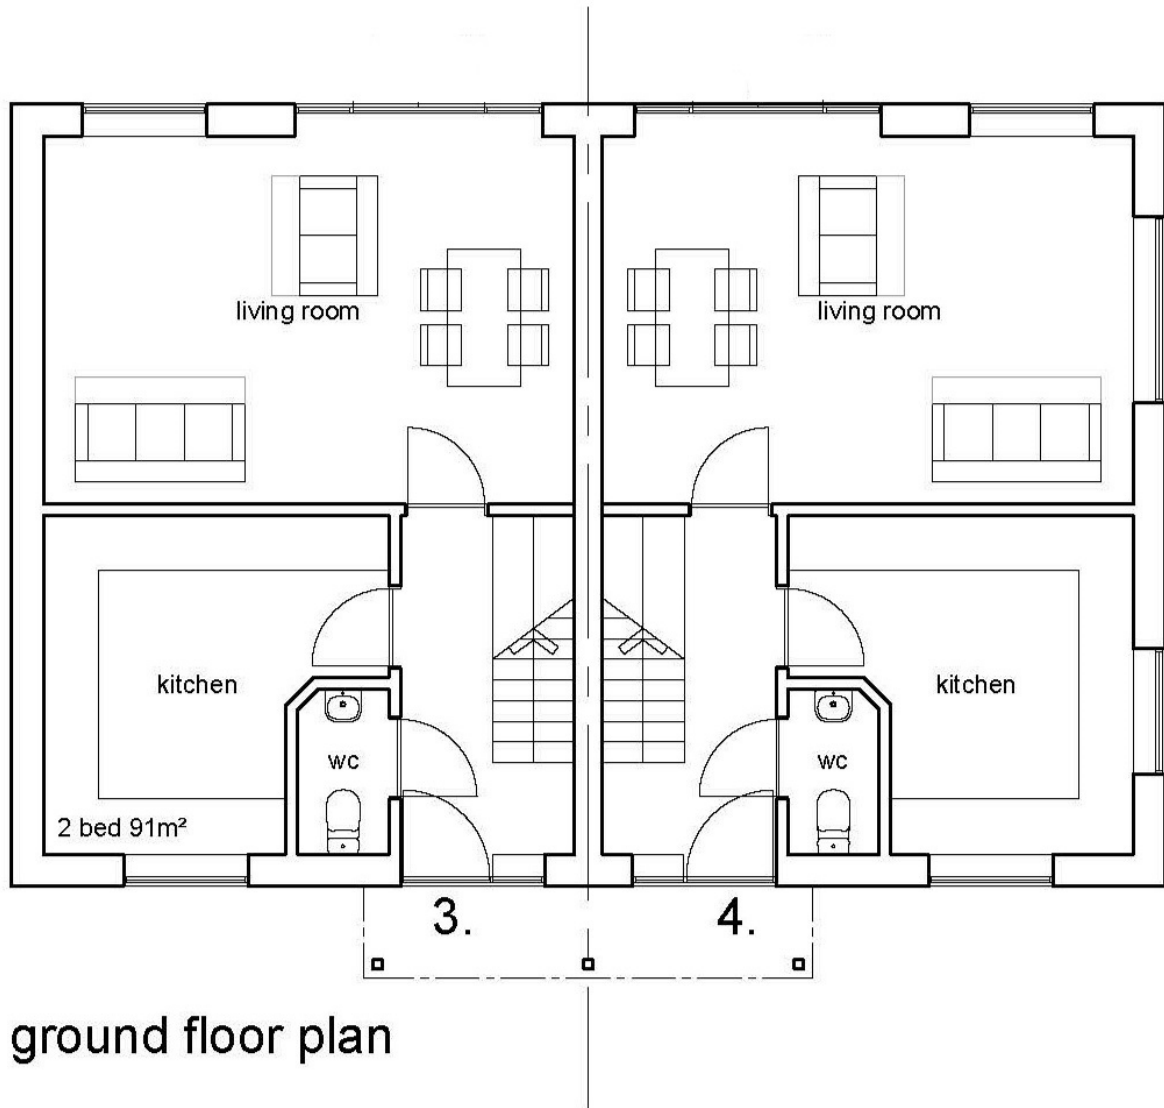 living room
living room
kitchen
kitchen
wc
wc
2 bed 91m²
3.
4.
ground floor plan